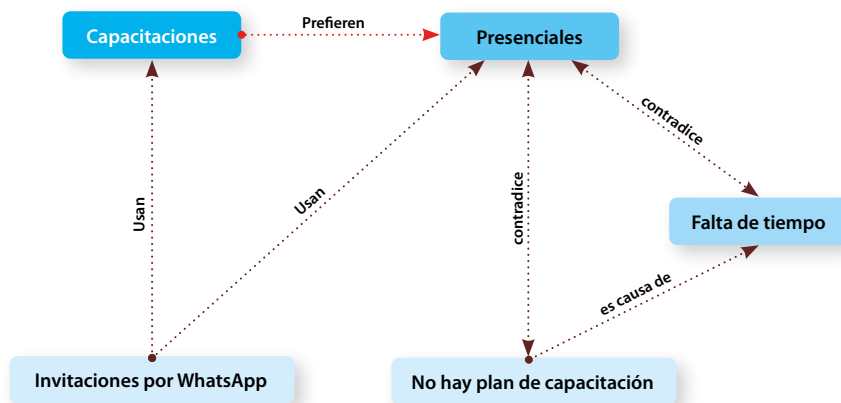 Prefieren
Capacitaciones
Presenciales
contradice
Usan
Usan
contradice
Falta de tiempo
es causa de
Invitaciones por WhatsApp
No hay plan de capacitación